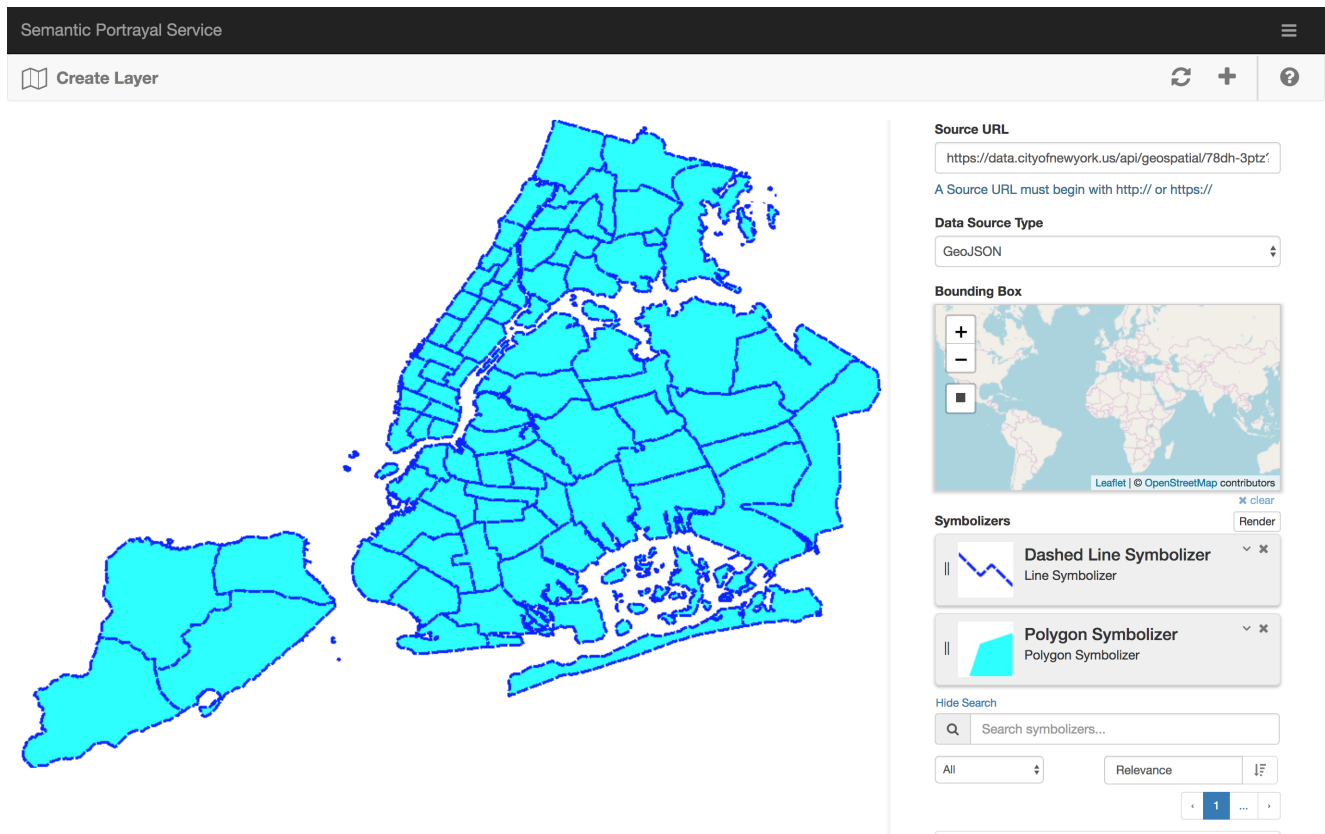 Semantic Portrayal Service
Create Layer
Source URL
https://data.cityofnewyork.us/api/geospatial/78dh-3ptz?
A Source URL must begin with http:// or https://
Data Source Type
GeoJSON
Bounding Box
+
−
Leaflet | © OpenStreetMap contributors
✖ clear
Symbolizers
Render
Dashed Line Symbolizer
Line Symbolizer
Polygon Symbolizer
Polygon Symbolizer
Hide Search
Search symbolizers...
All
Relevance
‹ 1 ... ›